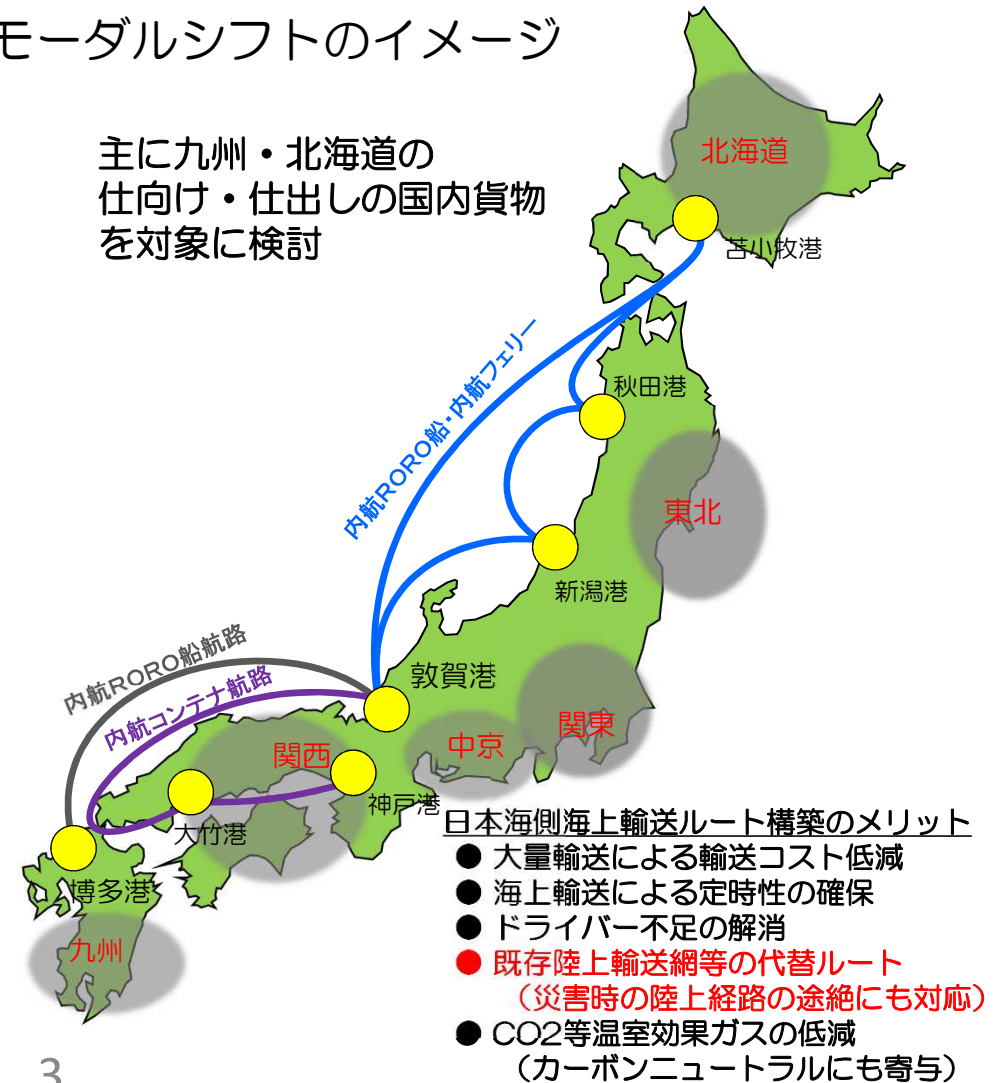 モーダルシフトのイメージ
主に九州・北海道の
仕向け・仕出しの国内貨物
を対象に検討
北海道
苫小牧港
内航RORO船・内航フェリー
秋田港
東北
新潟港
内航RORO船航路
内航コンテナ航路
敦賀港
関西
中京
関東
神戸港
大竹港
博多港
九州
日本海側海上輸送ルート構築のメリット
● 大量輸送による輸送コスト低減
● 海上輸送による定時性の確保
● ドライバー不足の解消
● 既存陸上輸送網等の代替ルート
（災害時の陸上経路の途絶にも対応）
● CO2等温室効果ガスの低減
（カーボンニュートラルにも寄与）
3